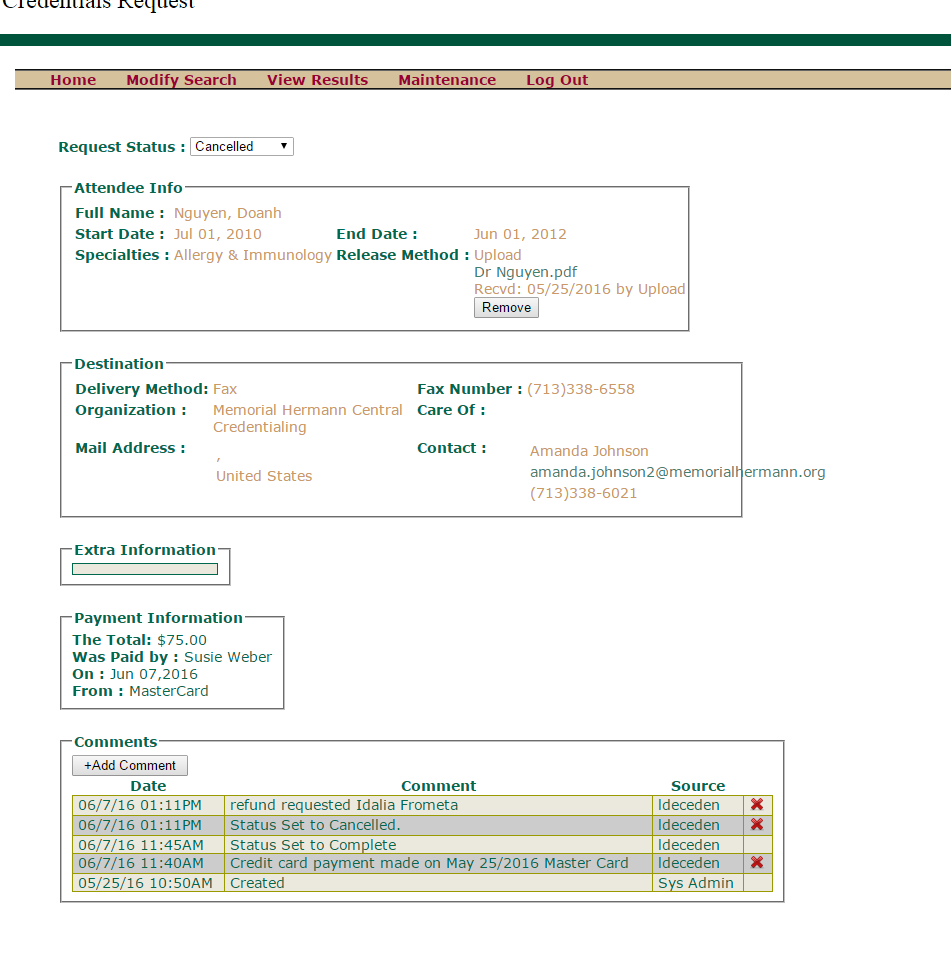 Credentials Request
Home Modify Search View Results Maintenance Log Out
Request Status : Cancelled
Attendee Info
Full Name : Nguyen, Doanh
Start Date : Jul 01, 2010 End Date : Jun 01, 2012
Specialties : Allergy & Immunology Release Method : Upload
Dr Nguyen.pdf
Recvd: 05/25/2016 by Upload
Remove
Destination
Delivery Method: Fax Fax Number : (713)338-6558
Organization : Memorial Hermann Central Care Of :
Credentialing
Mail Address : , Contact : Amanda Johnson
United States amanda.johnson2@memorialhermann.org
(713)338-6021
Extra Information
Payment Information
The Total: $75.00
Was Paid by : Susie Weber
On : Jun 07,2016
From : MasterCard
Comments
+Add Comment
Date Comment Source
06/7/16 01:11PM refund requested Idalia Frometa ldeceden
06/7/16 01:11PM Status Set to Cancelled. ldeceden
06/7/16 11:45AM Status Set to Complete ldeceden
06/7/16 11:40AM Credit card payment made on May 25/2016 Master Card ldeceden
05/25/16 10:50AM Created Sys Admin